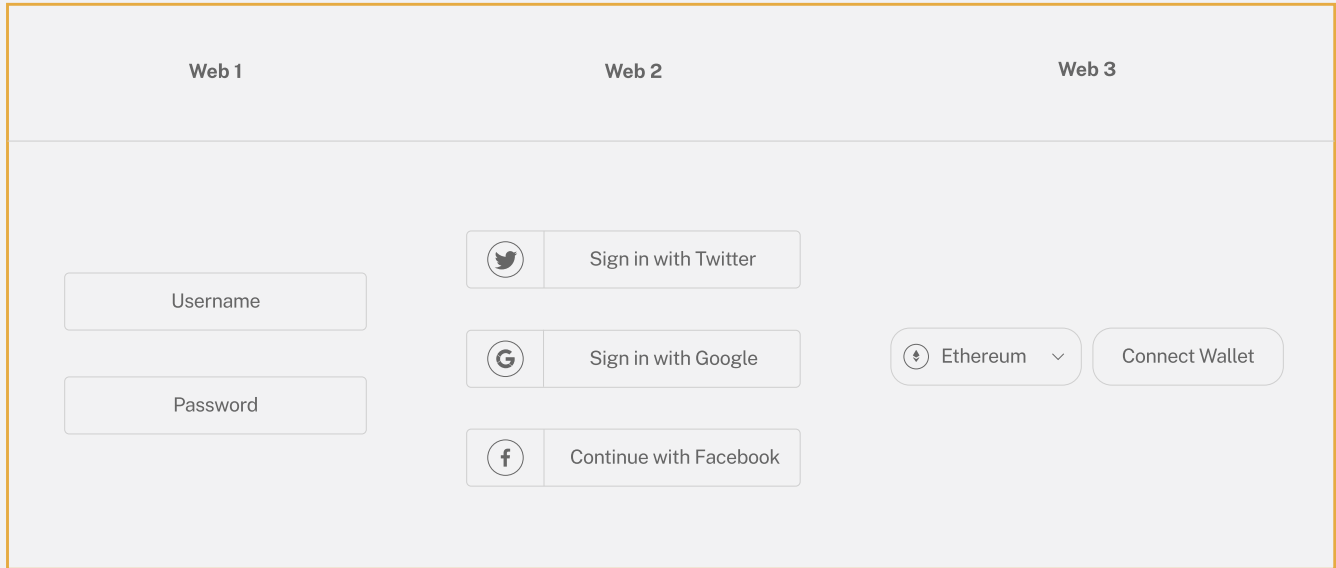 Web 1
Web 2
Web 3
Username
Password
Sign in with Twitter
Sign in with Google
Continue with Facebook
Ethereum
Connect Wallet